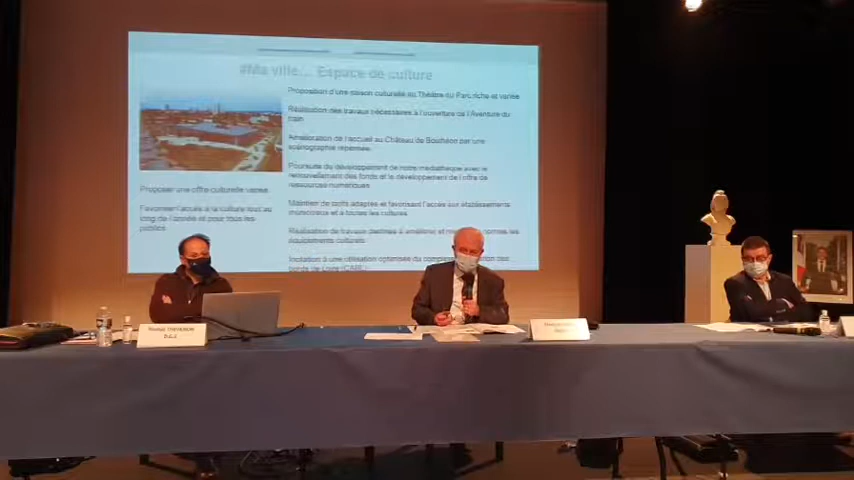 #Ma ville... Espace de culture
Proposition d'une saison culturelle au Théâtre du Parc riche et variée
Réalisation des travaux nécessaires à l'ouverture de l'Aventure du
train
Amélioration de l'accueil au Château de Bouthéon par une
scénographie repensée
Poursuite du développement de notre médiathèque avec le
renouvellement des fonds et le développement de l'offre de
ressources numériques
Maintien de tarifs adaptés et favorisant l'accès aux établissements
municipaux et à toutes les cultures
Réalisation de travaux destinés à améliorer et
équipements culturels
Incitation à une utilisation optimisée du
bords de Loire (CABL)
Proposer une offre culturelle variée
Favoriser l'accès à la culture tout au
long de l'année et pour tous les
publics
D.G.S